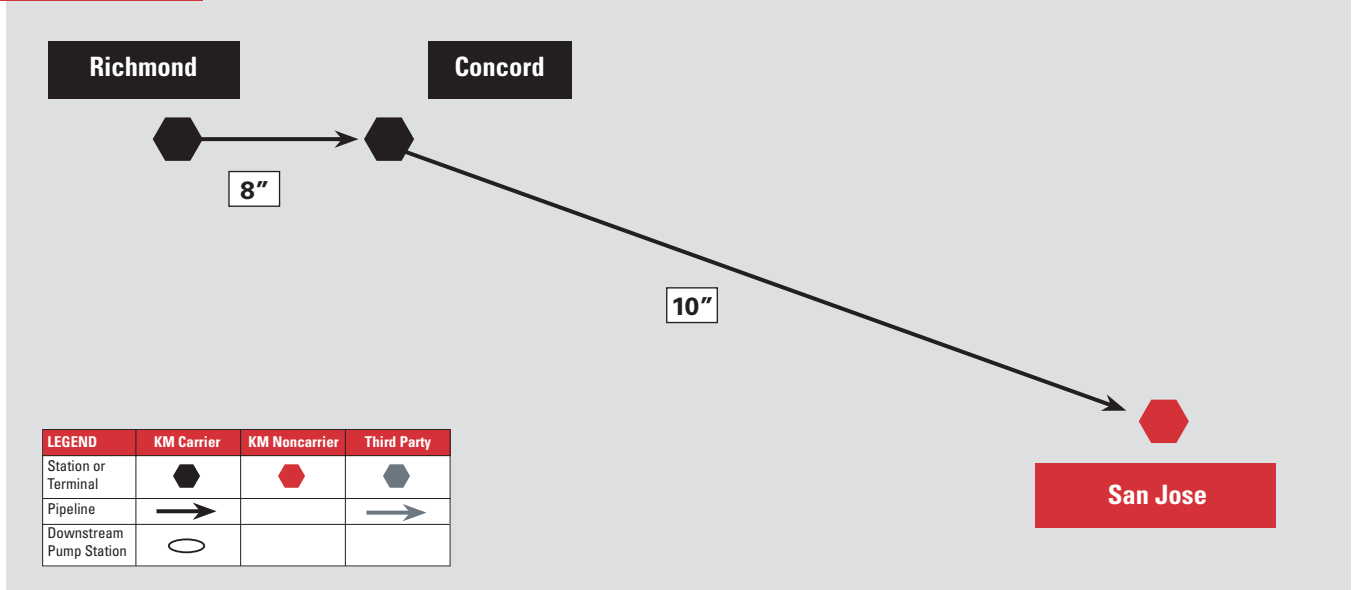 Richmond
Concord
8″
10″
LEGEND KM Carrier KM Noncarrier Third Party
Station or
Terminal
Pipeline
Downstream
Pump Station
San Jose